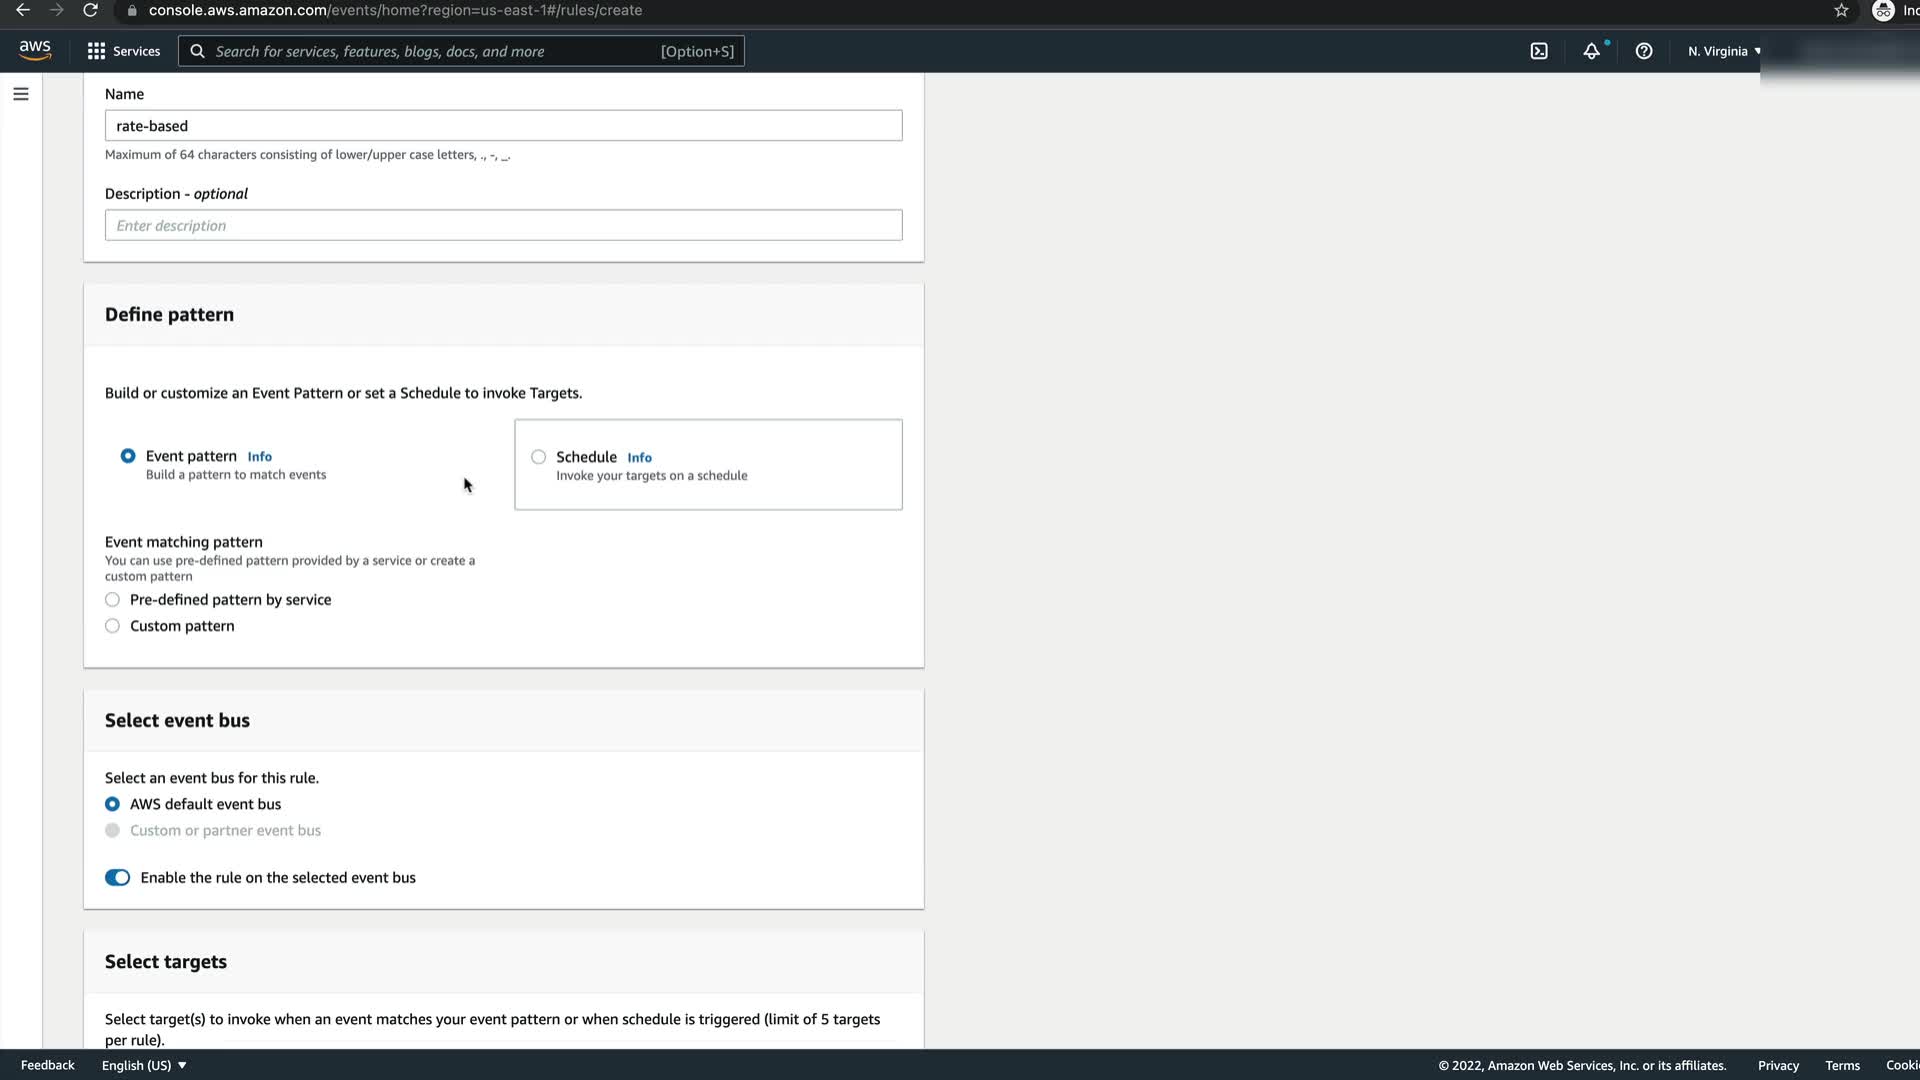 console.aws.amazon.com/events/home?region=us-east-1#/rules/create
aws
Services
Search for services, features, blogs, docs, and more
[Option+S]
N. Virginia
Name
rate-based
Maximum of 64 characters consisting of lower/upper case letters, ., -, _.
Description - optional
Enter description
Define pattern
Build or customize an Event Pattern or set a Schedule to invoke Targets.
Event pattern Info
Build a pattern to match events
Schedule Info
Invoke your targets on a schedule
Event matching pattern
You can use pre-defined pattern provided by a service or create a
custom pattern
Pre-defined pattern by service
Custom pattern
Select event bus
Select an event bus for this rule.
AWS default event bus
Custom or partner event bus
Enable the rule on the selected event bus
Select targets
Select target(s) to invoke when an event matches your event pattern or when schedule is triggered (limit of 5 targets
per rule).
Feedback
English (US)
© 2022, Amazon Web Services, Inc. or its affiliates.
Privacy
Terms